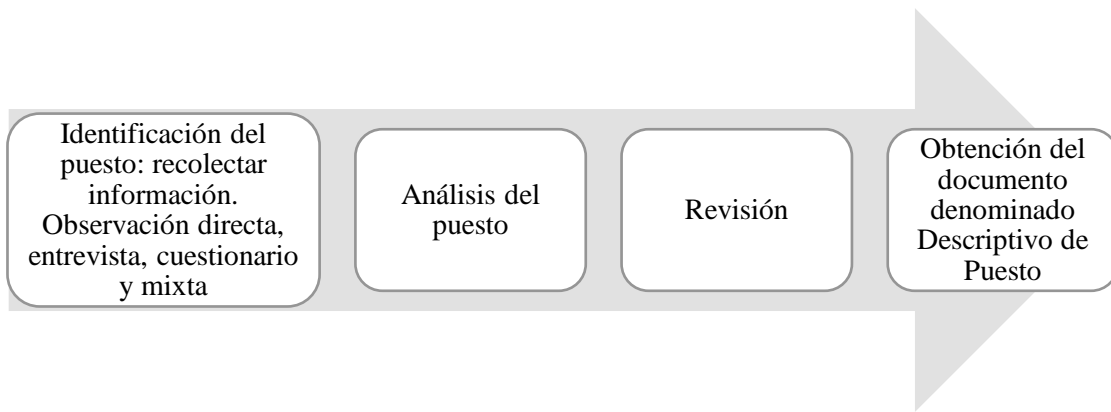 Identificación del
puesto: recolectar
información.
Observación directa,
entrevista, cuestionario
y mixta
Análisis del
puesto
Revisión
Obtención del
documento
denominado
Descriptivo de
Puesto